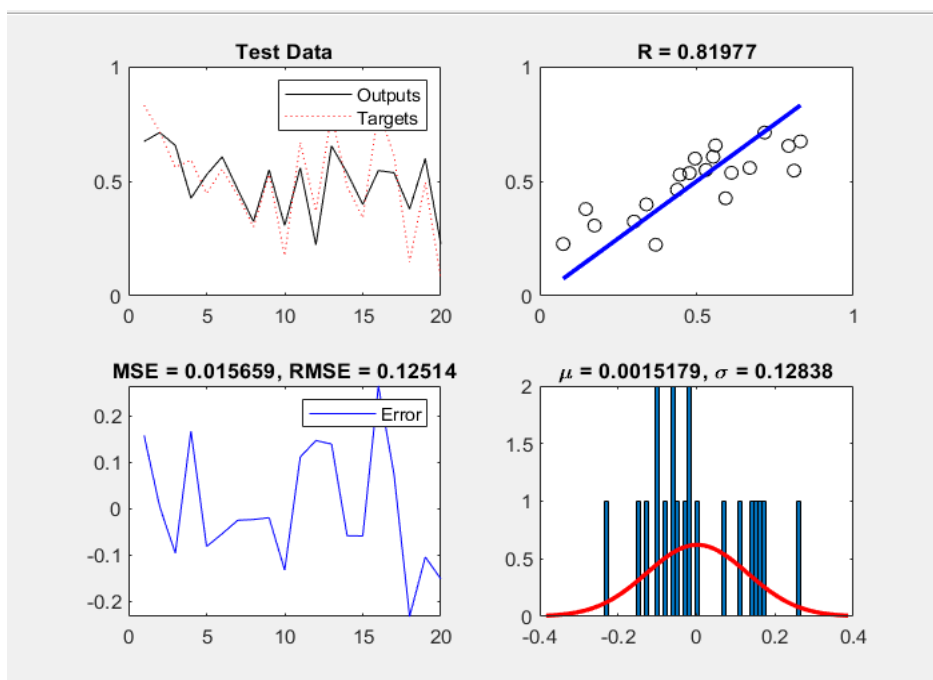 Test Data
1
0.5
0
0 5 10 15 20
Outputs
Targets
R = 0.81977
1
0.5
0
0 0.5 1
MSE = 0.015659, RMSE = 0.12514
0.2
0.1
0
-0.1
-0.2
0 5 10 15 20
Error
μ = 0.0015179, σ = 0.12838
2
1.5
1
0.5
0
-0.4 -0.2 0 0.2 0.4